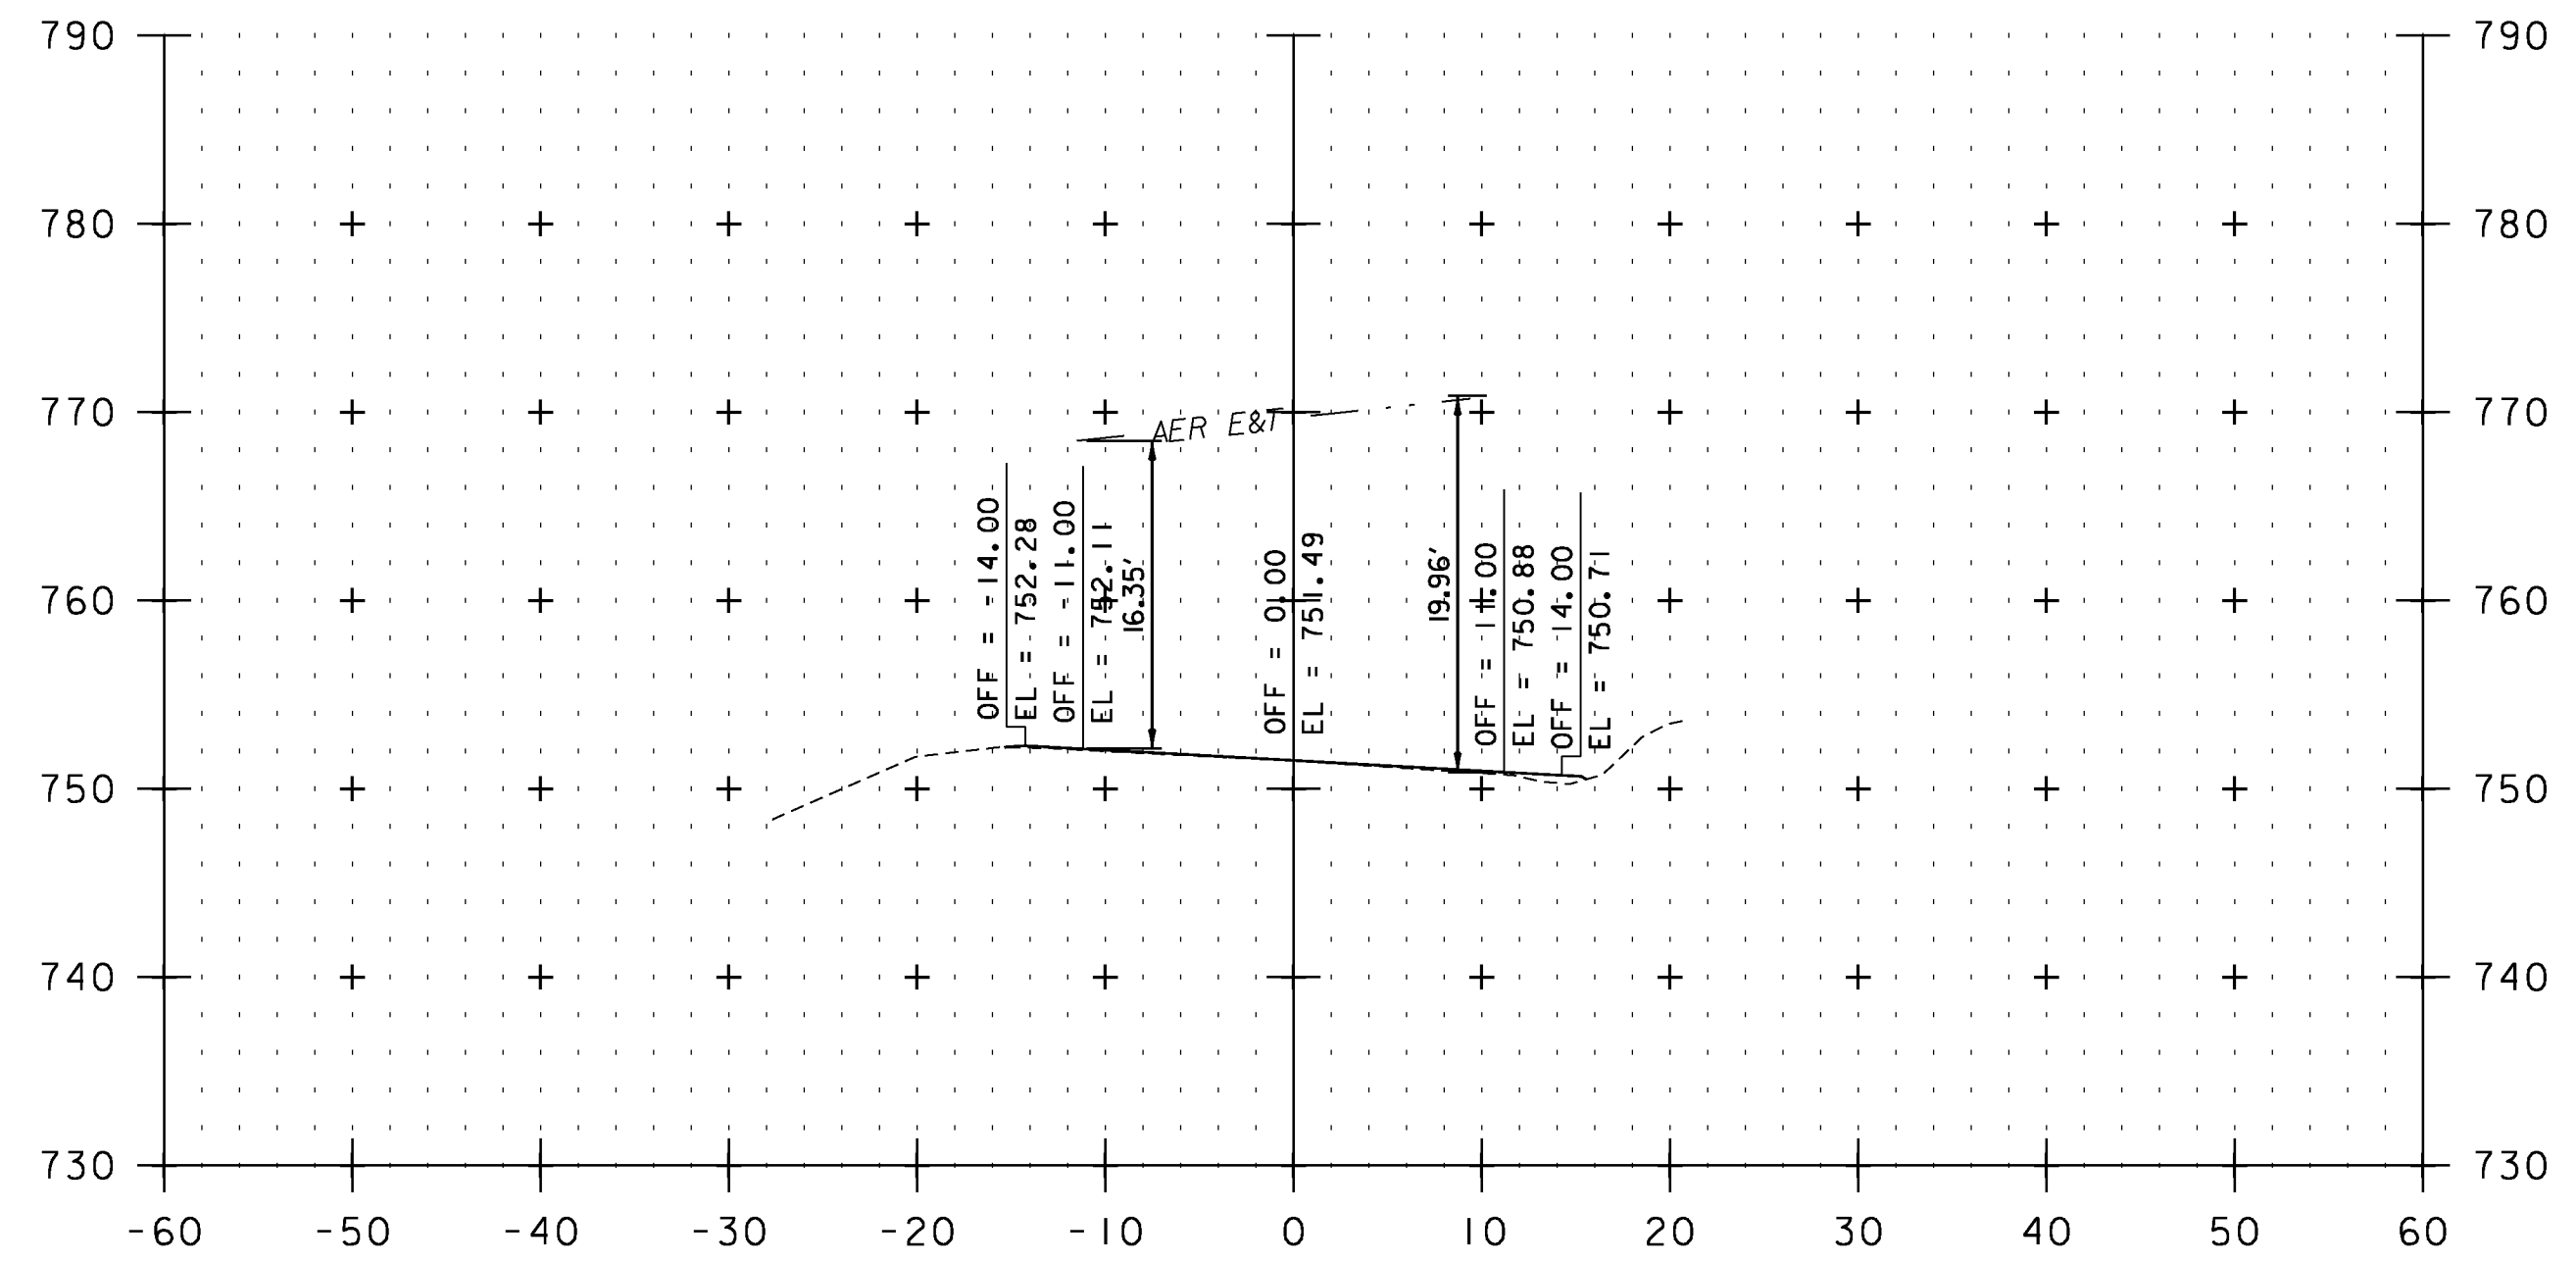 790
790
780
780
770
770
AER E&T
OFF = -14.00
EL = 752.28
OFF = -11.00
EL = 752.11
16.35'
OFF = 0.00
EL = 751.49
19.96'
OFF = 11.00
EL = 750.88
OFF = 14.00
EL = 750.71
760
760
750
750
740
740
730
730
-60 -50 -40 -30 -20 -10 0 10 20 30 40 50 60